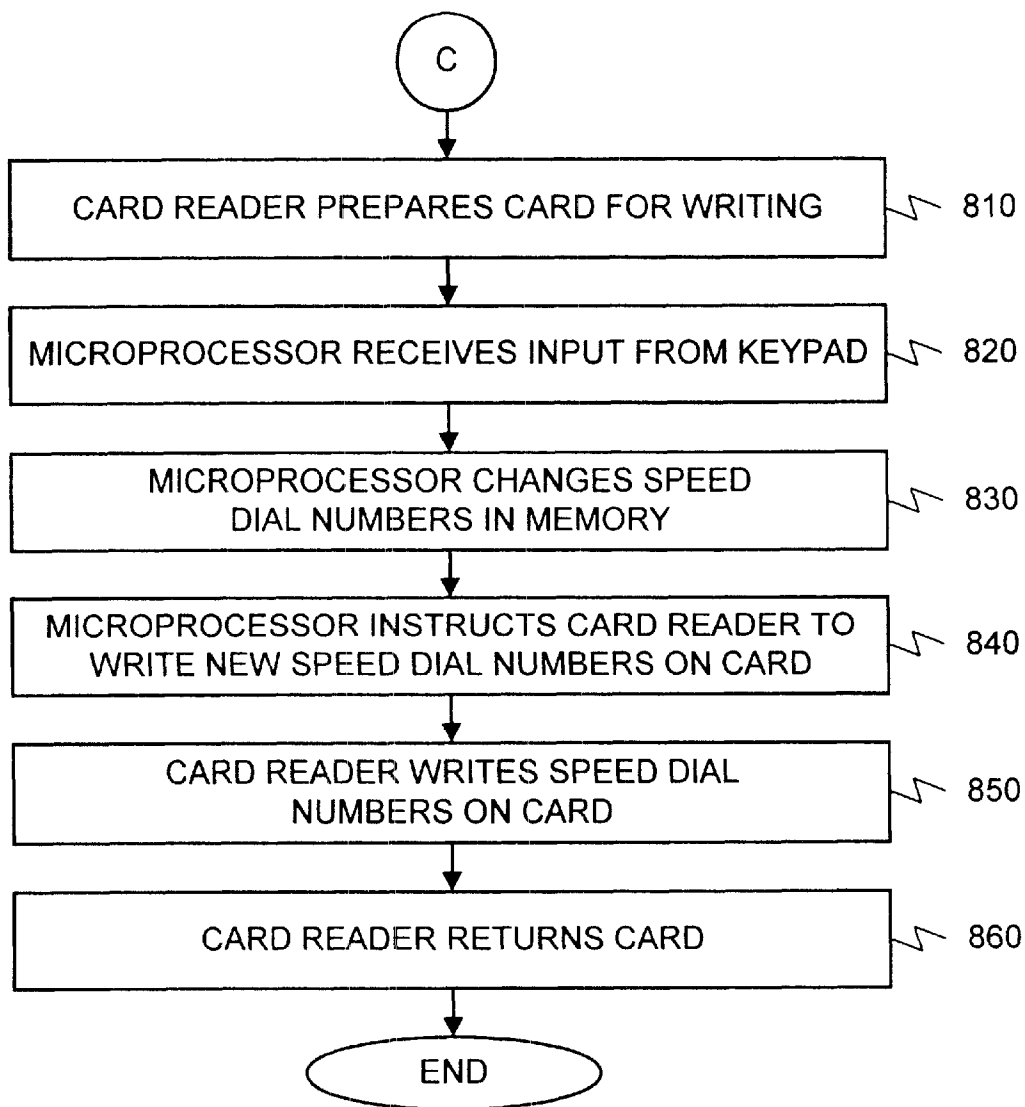 C
CARD READER PREPARES CARD FOR WRITING
810
MICROPROCESSOR RECEIVES INPUT FROM KEYPAD
820
MICROPROCESSOR CHANGES SPEED
DIAL NUMBERS IN MEMORY
830
MICROPROCESSOR INSTRUCTS CARD READER TO
WRITE NEW SPEED DIAL NUMBERS ON CARD
840
CARD READER WRITES SPEED DIAL
NUMBERS ON CARD
850
CARD READER RETURNS CARD
860
END